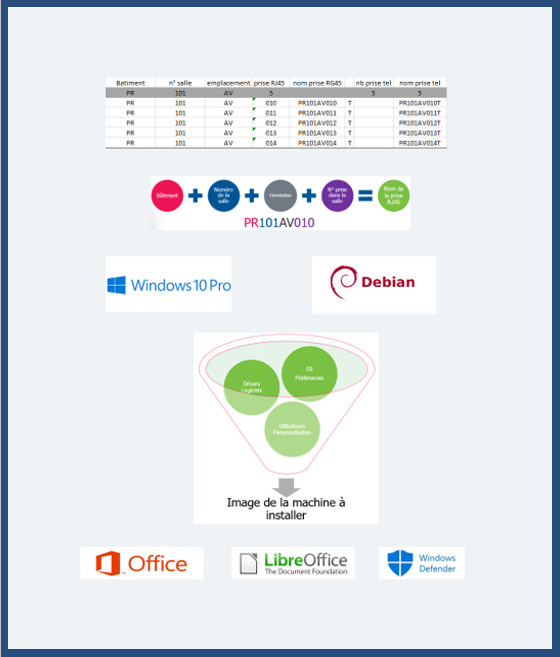 Batiment n° salle emplacement prise RJ45 nom prise RG45 nb prise tel nom prise tel
PR 101 AV 5 5 5
PR 101 AV 010 PR101AV010 T PR101AV010T
PR 101 AV 011 PR101AV011 T PR101AV011T
PR 101 AV 012 PR101AV012 T PR101AV012T
PR 101 AV 013 PR101AV013 T PR101AV013T
PR 101 AV 014 PR101AV014 T PR101AV014T
Bâtiment + Numéro de la salle + Orientation + N° prise dans la salle = Nom de la prise RJ45
PR101AV010
Windows 10 Pro
Debian
OS
Préférences
Drivers
Logiciels
Utilisateurs
Personnalisation
Image de la machine à
installer
Office
LibreOffice
The Document Foundation
Windows
Defender